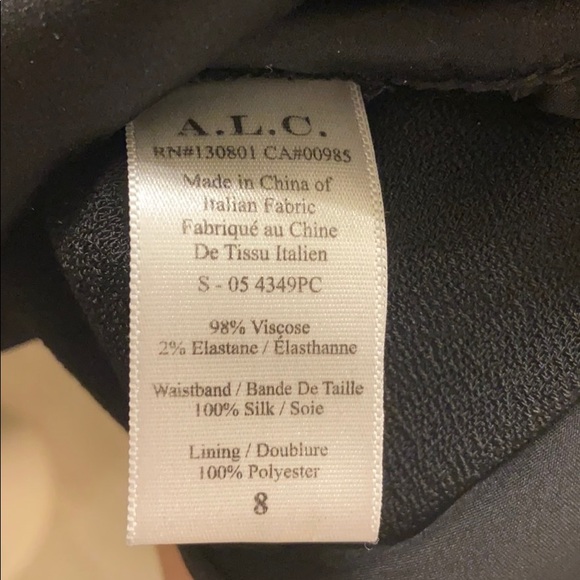 A.L.C.
RN#130801 CA#00985
Made in China of
Italian Fabric
Fabriqué au Chine
De Tissu Italien
S - 05 4349PC
98% Viscose
2% Elastane / Élasthanne
Waistband / Bande De Taille
100% Silk / Soie
Lining / Doublure
100% Polyester
8